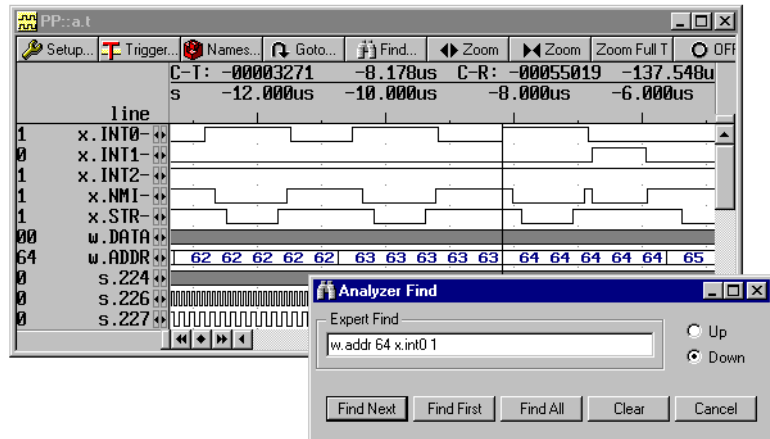 PP::a.t
Setup... Trigger... Names... Goto... Find... Zoom Zoom Zoom Full T OFF
C-T: -00003271 -8.178us C-R: -00055019 -137.548u
s -12.000us -10.000us -8.000us -6.000us
line
1 x.INT0-
0 x.INT1-
1 x.INT2-
1 x.NMI-
1 x.STR-
00 w.DATA
64 w.ADDR 62 62 62 62 62 63 63 63 63 63 64 64 64 64 64 65
0 s.224
0 s.226
0 s.227
Analyzer Find
Expert Find
w.addr 64 x.int0 1
Up
Down
Find Next Find First Find All Clear Cancel